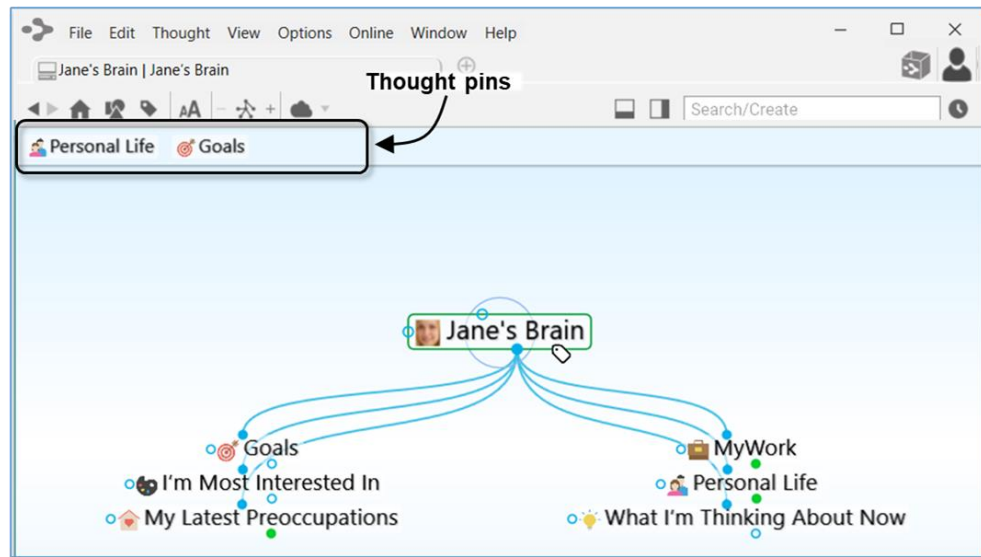 File Edit Thought View Options Online Window Help
Jane's Brain | Jane's Brain
Thought pins
AA
Search/Create
Personal Life Goals
Jane's Brain
Goals
I'm Most Interested In
My Latest Preoccupations
MyWork
Personal Life
What I'm Thinking About Now